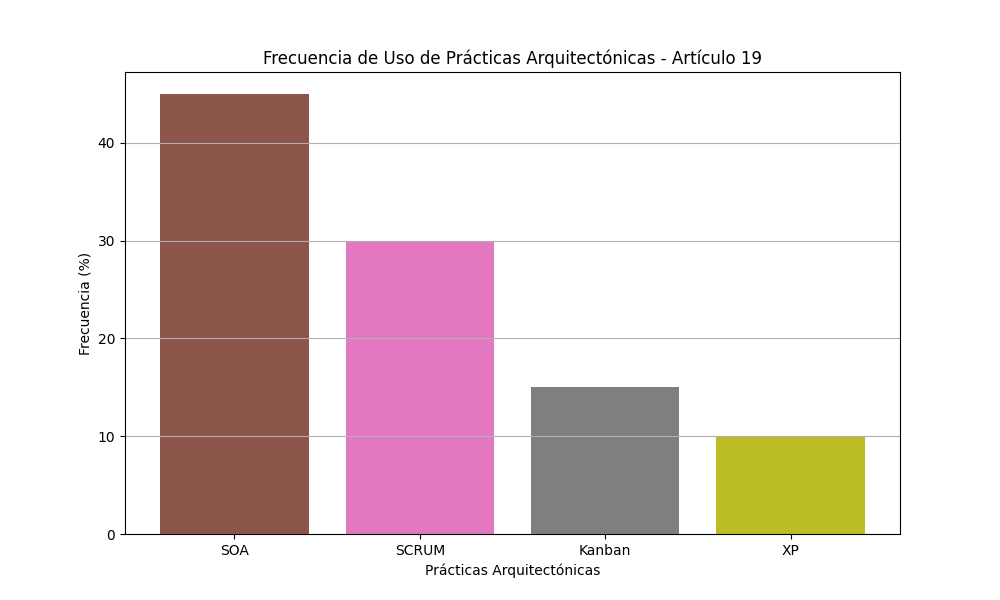 Frecuencia de Uso de Prácticas Arquitectónicas - Artículo 19
Frecuencia (%)
40
30
20
10
0
SOA SCRUM Kanban XP
Prácticas Arquitectónicas